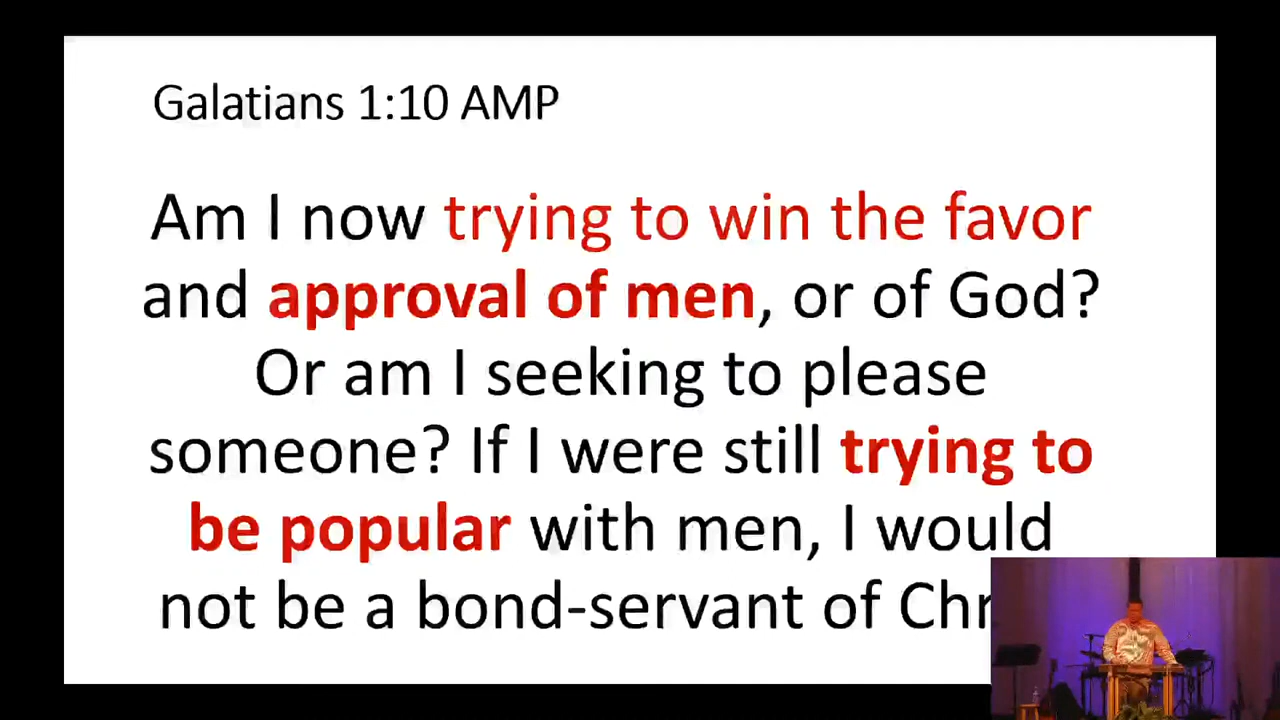 Galatians 1:10 AMP
Am I now trying to win the favor
and approval of men, or of God?
Or am I seeking to please
someone? If I were still trying to
be popular with men, I would
not be a bond-servant of Chr